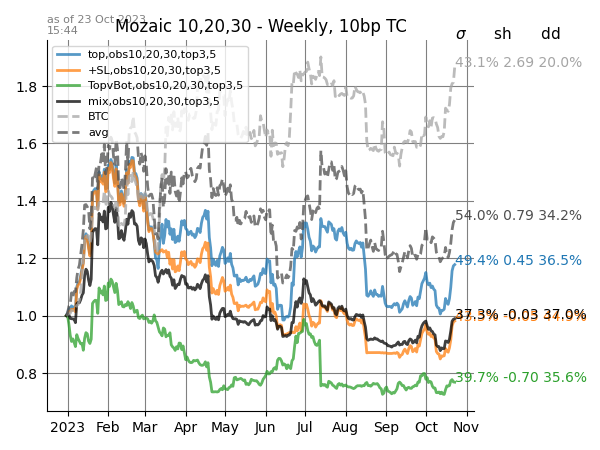 as of 23 Oct 2023
15:44
Mozaic 10,20,30 - Weekly, 10bp TC
σ sh dd
top,obs10,20,30,top3,5
+SL,obs10,20,30,top3,5
TopvBot,obs10,20,30,top3,5
mix,obs10,20,30,top3,5
BTC
avg
43.1% 2.69 20.0%
54.0% 0.79 34.2%
49.4% 0.45 36.5%
37.3% -0.03 37.0%
39.7% -0.70 35.6%
1.8
1.6
1.4
1.2
1.0
0.8
2023 Feb Mar Apr May Jun Jul Aug Sep Oct Nov